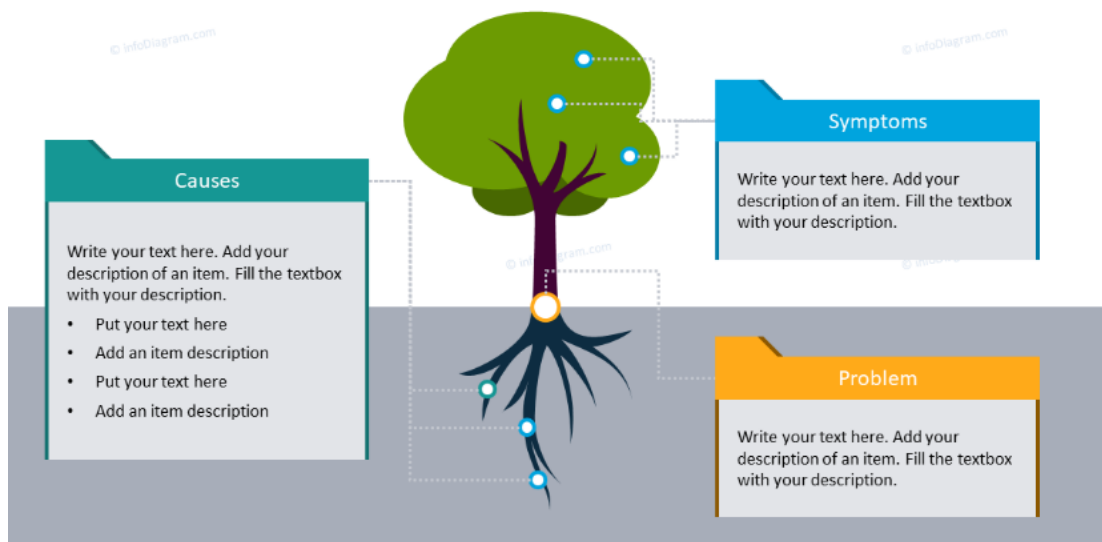 © infoDiagram.com
© infoDiagram.com
Symptoms
Write your text here. Add your
description of an item. Fill the textbox
with your description.
Causes
Write your text here. Add your
description of an item. Fill the textbox
with your description.
• Put your text here
• Add an item description
• Put your text here
• Add an item description
Problem
Write your text here. Add your
description of an item. Fill the textbox
with your description.